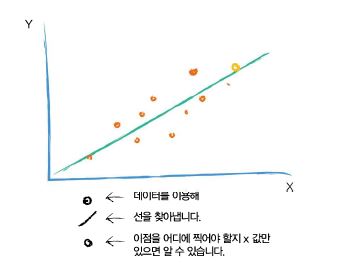 Y
X
데이터를 이용해
선을 찾아냅니다.
이점을 어디에 찍어야 할지 x 값만
있으면 알 수 있습니다.